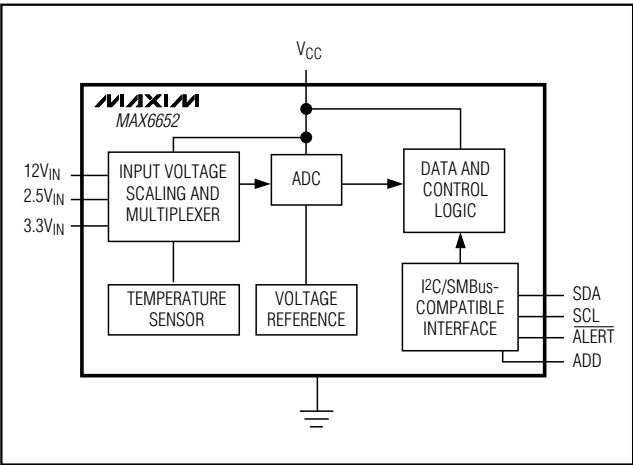 VCC
MAXIM
MAX6652
12VIN
2.5VIN
3.3VIN
INPUT VOLTAGE
SCALING AND
MULTIPLEXER
ADC
DATA AND
CONTROL
LOGIC
TEMPERATURE
SENSOR
VOLTAGE
REFERENCE
I²C/SMBus-
COMPATIBLE
INTERFACE
SDA
SCL
ALERT
ADD